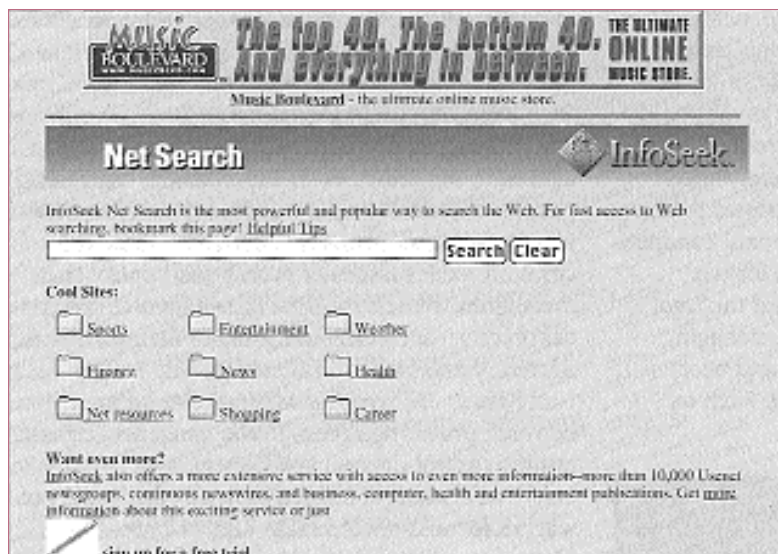 MUSIC
BOULEVARD
The top 40. The bottom 40.
And everything in between.
THE ULTIMATE
ONLINE
MUSIC STORE.
Music Boulevard - the ultimate online music store.
Net Search
InfoSeek
InfoSeek Net Search is the most powerful and popular way to search the Web. For fast access to Web
searching, bookmark this page! Helpful Tips
Search Clear
Cool Sites:
Sports Entertainment Weather
Finance News Health
Net resources Shopping Career
Want even more?
InfoSeek also offers a more extensive service with access to even more information--more than 10,000 Usenet
newsgroups, continuous newswires, and business, computer, health and entertainment publications. Get more
information about this exciting service or just
sign up for a free trial